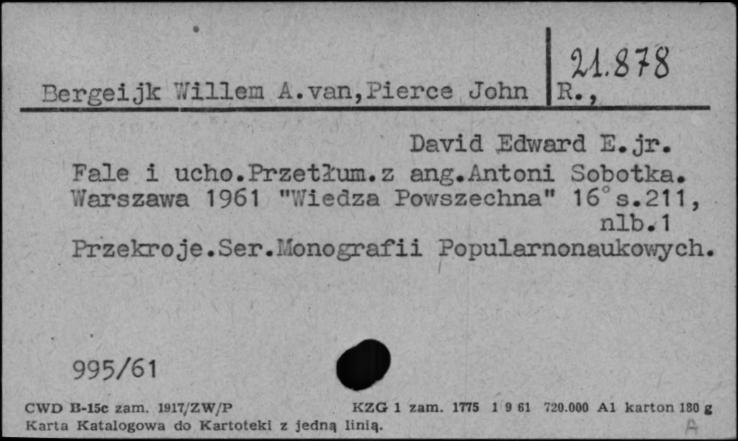 21.878
Bergeijk Willem A.van,Pierce John R.,
David Edward E.jr.
Fale i ucho.Przetłum.z ang.Antoni Sobotka.
Warszawa 1961 "Wiedza Powszechna" 16° s.211,
nlb.1
Przekroje.Ser.Monografii Popularnonaukowych.
995/61
CWD B-15c zam. 1917/ZW/P KZG 1 zam. 1775 1 9 61 720.000 A1 karton 180 g
Karta Katalogowa do Kartoteki z jedną linią.
A